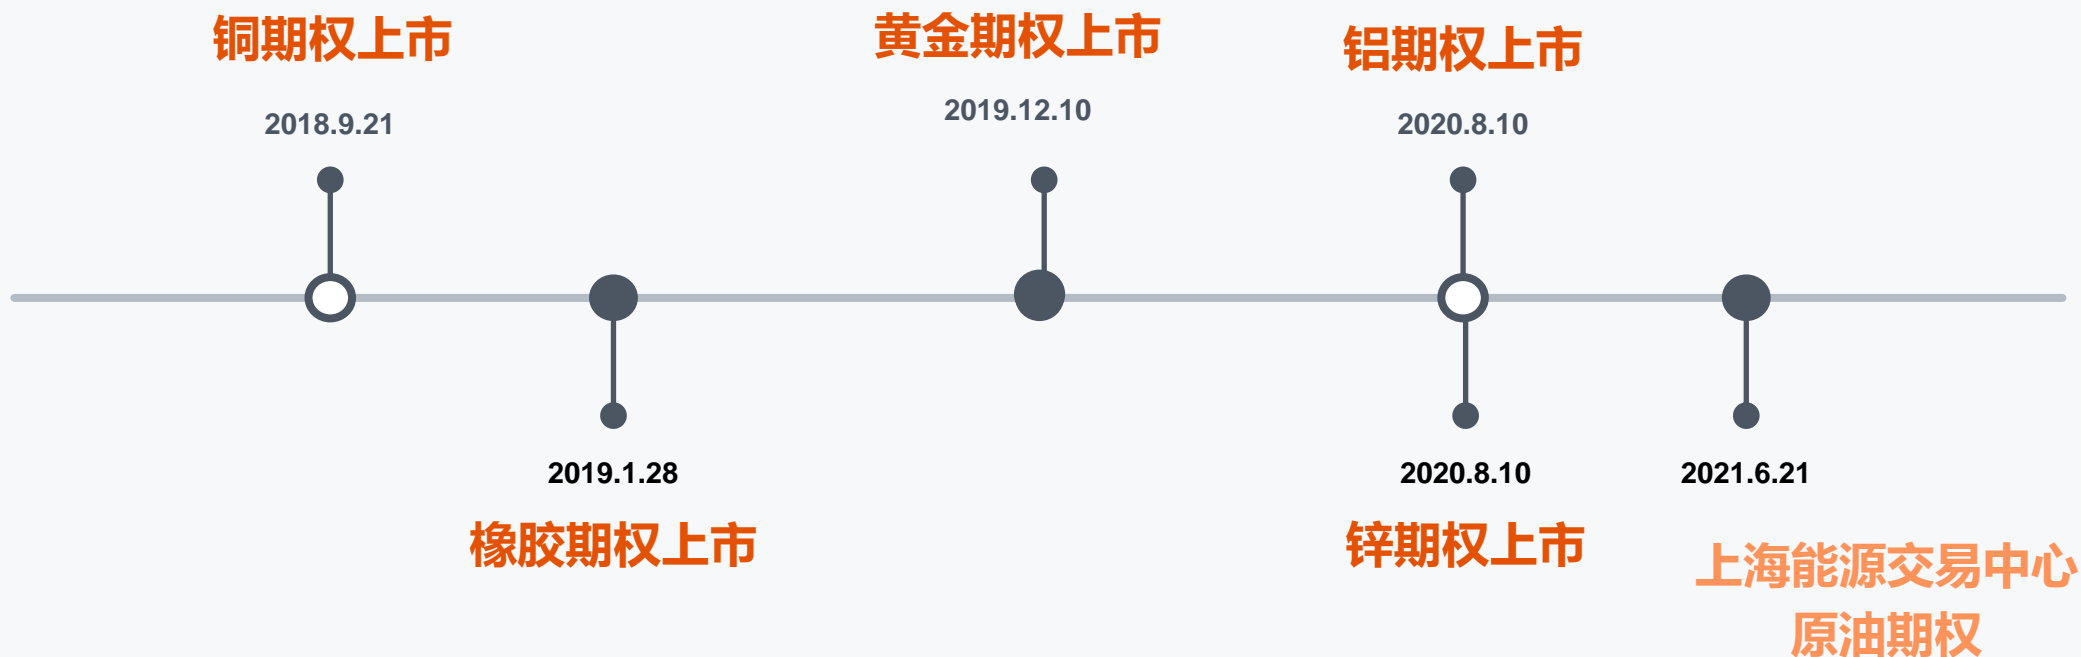 铜期权上市
2018.9.21
黄金期权上市
2019.12.10
铝期权上市
2020.8.10
2019.1.28
橡胶期权上市
2020.8.10
锌期权上市
2021.6.21
上海能源交易中心
原油期权